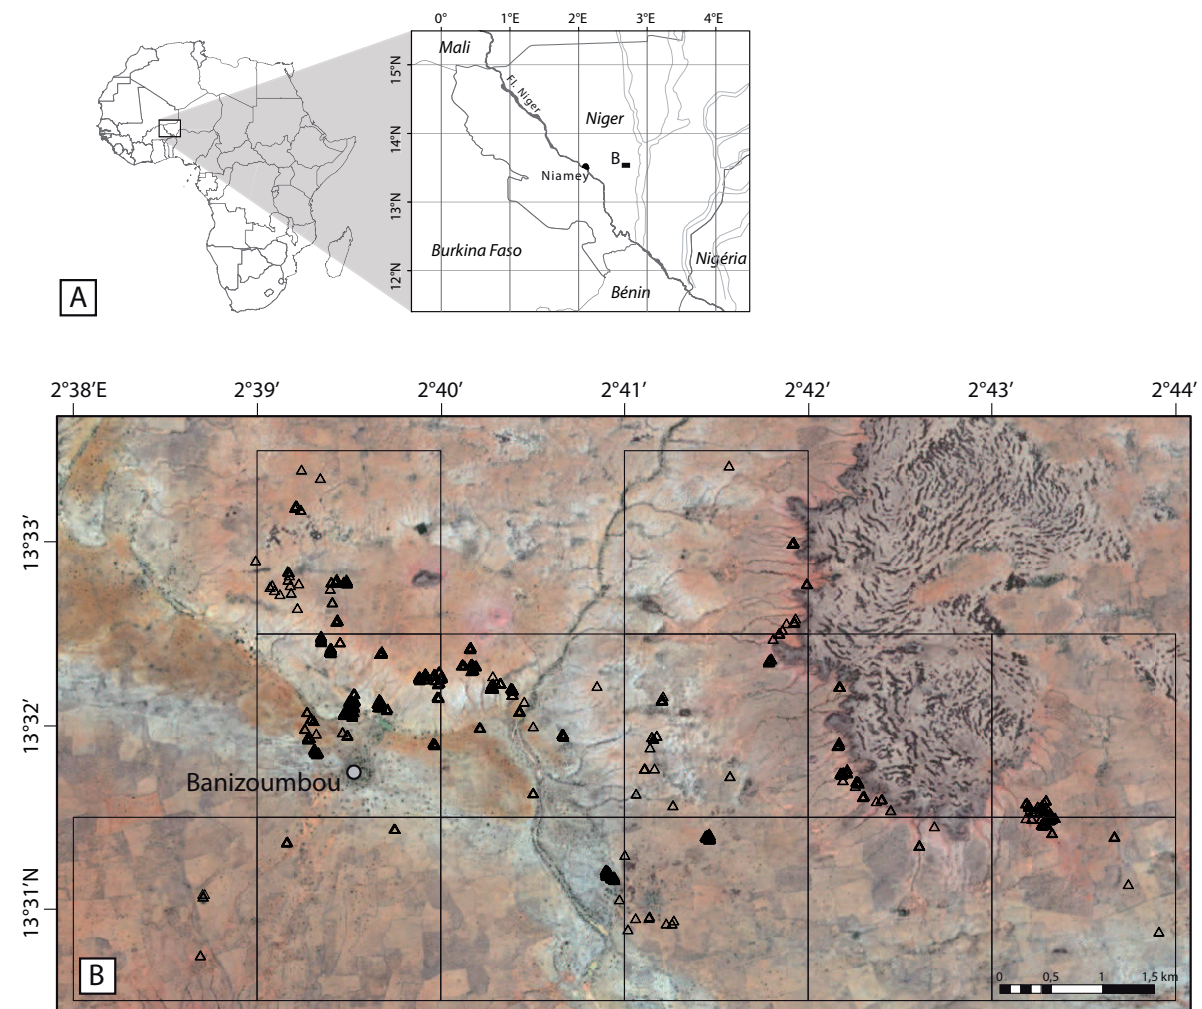 0° 1°E 2°E 3°E 4°E
15°N
14°N
13°N
12°N
Mali
Fl. Niger
Niger
B
Niamey
Burkina Faso
Nigéria
Bénin
A
2°38'E 2°39' 2°40' 2°41' 2°42' 2°43' 2°44'
13°33'
13°32'
13°31'N
Banizoumbou
B
0 0,5 1 1,5 km